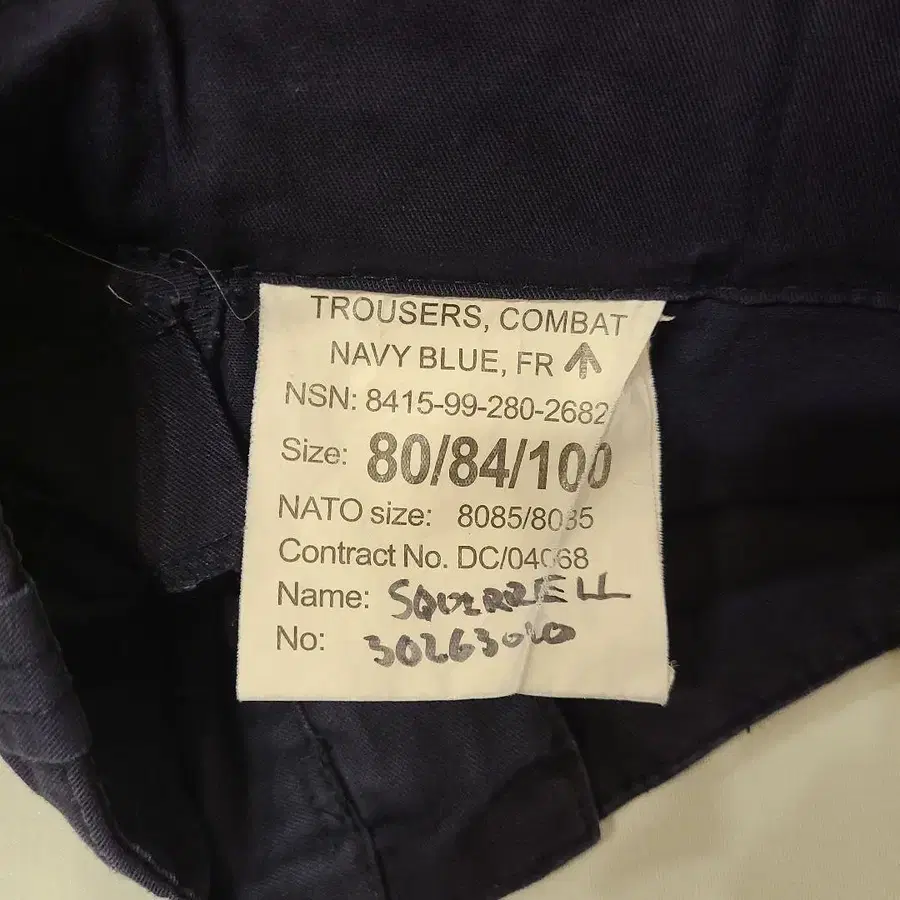 TROUSERS, COMBAT
NAVY BLUE, FR
NSN: 8415-99-280-2682
Size: 80/84/100
NATO size: 8085/8085
Contract No. DC/04068
Name: SQUIRRELL
No: 30263010